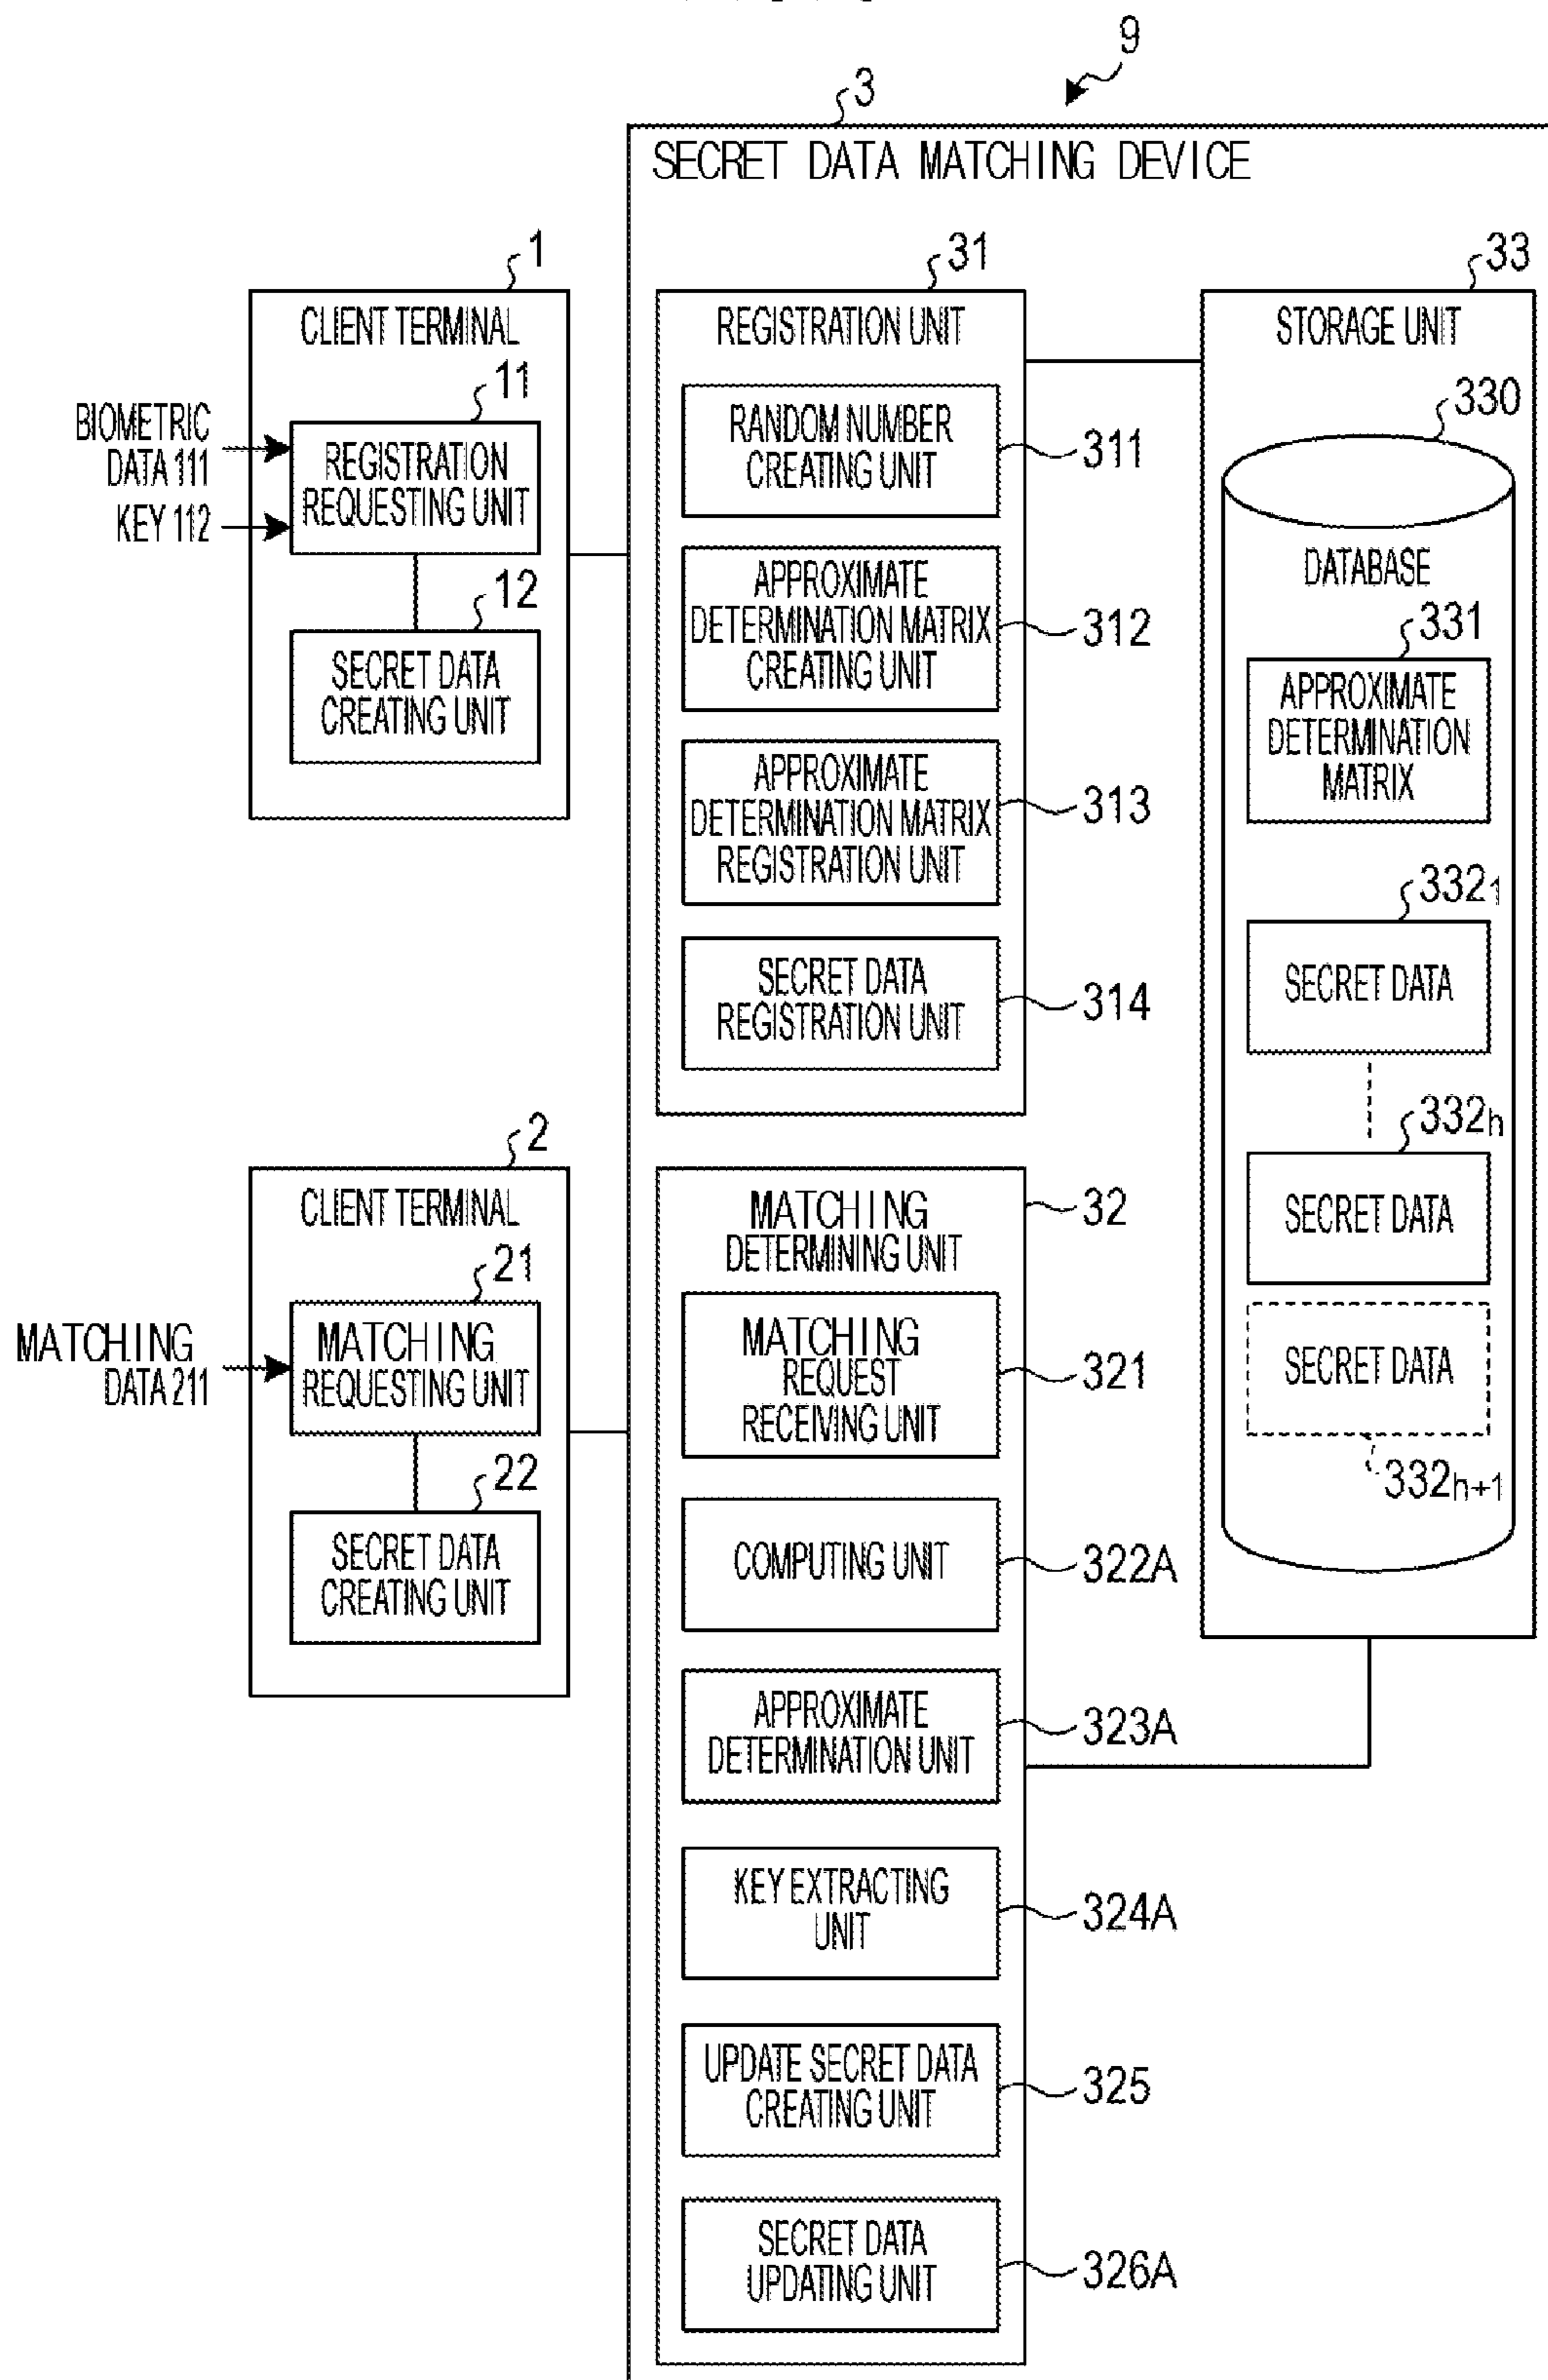 9
3
SECRET DATA MATCHING DEVICE
1
CLIENT TERMINAL
11
BIOMETRIC
DATA 111
KEY 112
REGISTRATION
REQUESTING UNIT
12
SECRET DATA
CREATING UNIT
2
CLIENT TERMINAL
21
MATCHING
DATA 211
MATCHING
REQUESTING UNIT
22
SECRET DATA
CREATING UNIT
31
REGISTRATION UNIT
RANDOM NUMBER
CREATING UNIT
311
APPROXIMATE
DETERMINATION MATRIX
CREATING UNIT
312
APPROXIMATE
DETERMINATION MATRIX
REGISTRATION UNIT
313
SECRET DATA
REGISTRATION UNIT
314
MATCHING
DETERMINING UNIT
32
MATCHING
REQUEST
RECEIVING UNIT
321
COMPUTING UNIT
322A
APPROXIMATE
DETERMINATION UNIT
323A
KEY EXTRACTING
UNIT
324A
UPDATE SECRET DATA
CREATING UNIT
325
SECRET DATA
UPDATING UNIT
326A
33
STORAGE UNIT
330
DATABASE
331
APPROXIMATE
DETERMINATION
MATRIX
332₁
SECRET DATA
332h
SECRET DATA
SECRET DATA
332h+1